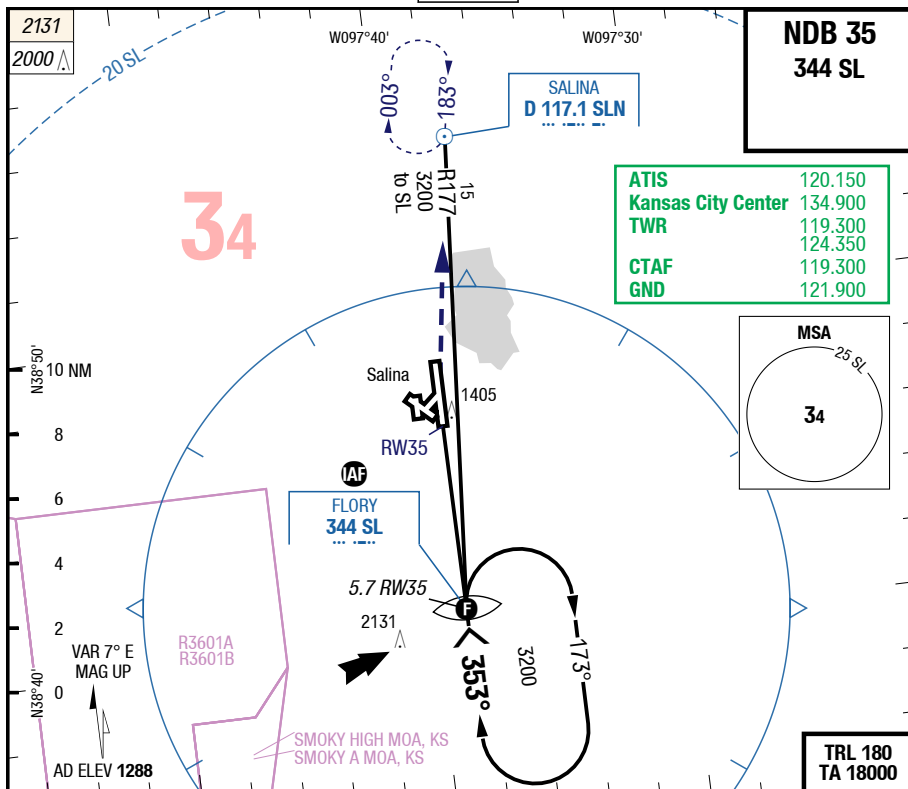 2131
2000
20 SL
W097°40'
W097°30'
NDB 35
344 SL
003°
183°
SALINA
D 117.1 SLN
15
R177
3200
to SL
34
ATIS 120.150
Kansas City Center 134.900
TWR 119.300
124.350
CTAF 119.300
GND 121.900
MSA
25 SL
34
N38°50'
10 NM
8
6
4
2
0
N38°40'
Salina
1405
RW35
IAF
FLORY
344 SL
5.7 RW35
F
2131
353°
3200
173°
R3601A
R3601B
VAR 7° E
MAG UP
AD ELEV 1288
SMOKY HIGH MOA, KS
SMOKY A MOA, KS
TRL 180
TA 18000